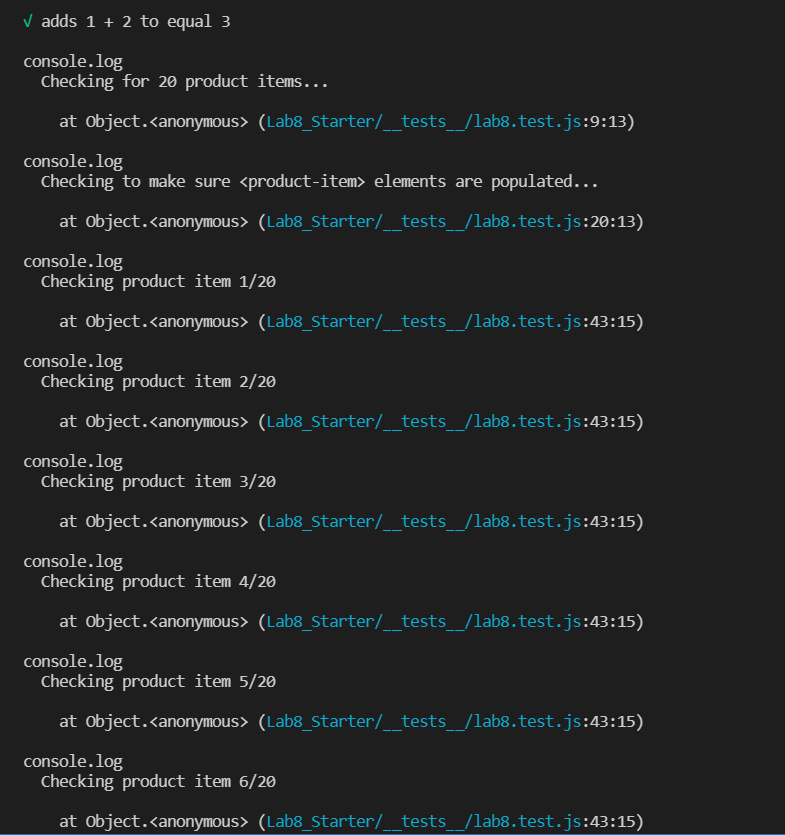 √ adds 1 + 2 to equal 3
console.log
Checking for 20 product items...
at Object.<anonymous> (Lab8_Starter/__tests__/lab8.test.js:9:13)
console.log
Checking to make sure <product-item> elements are populated...
at Object.<anonymous> (Lab8_Starter/__tests__/lab8.test.js:20:13)
console.log
Checking product item 1/20
at Object.<anonymous> (Lab8_Starter/__tests__/lab8.test.js:43:15)
console.log
Checking product item 2/20
at Object.<anonymous> (Lab8_Starter/__tests__/lab8.test.js:43:15)
console.log
Checking product item 3/20
at Object.<anonymous> (Lab8_Starter/__tests__/lab8.test.js:43:15)
console.log
Checking product item 4/20
at Object.<anonymous> (Lab8_Starter/__tests__/lab8.test.js:43:15)
console.log
Checking product item 5/20
at Object.<anonymous> (Lab8_Starter/__tests__/lab8.test.js:43:15)
console.log
Checking product item 6/20
at Object.<anonymous> (Lab8_Starter/__tests__/lab8.test.js:43:15)